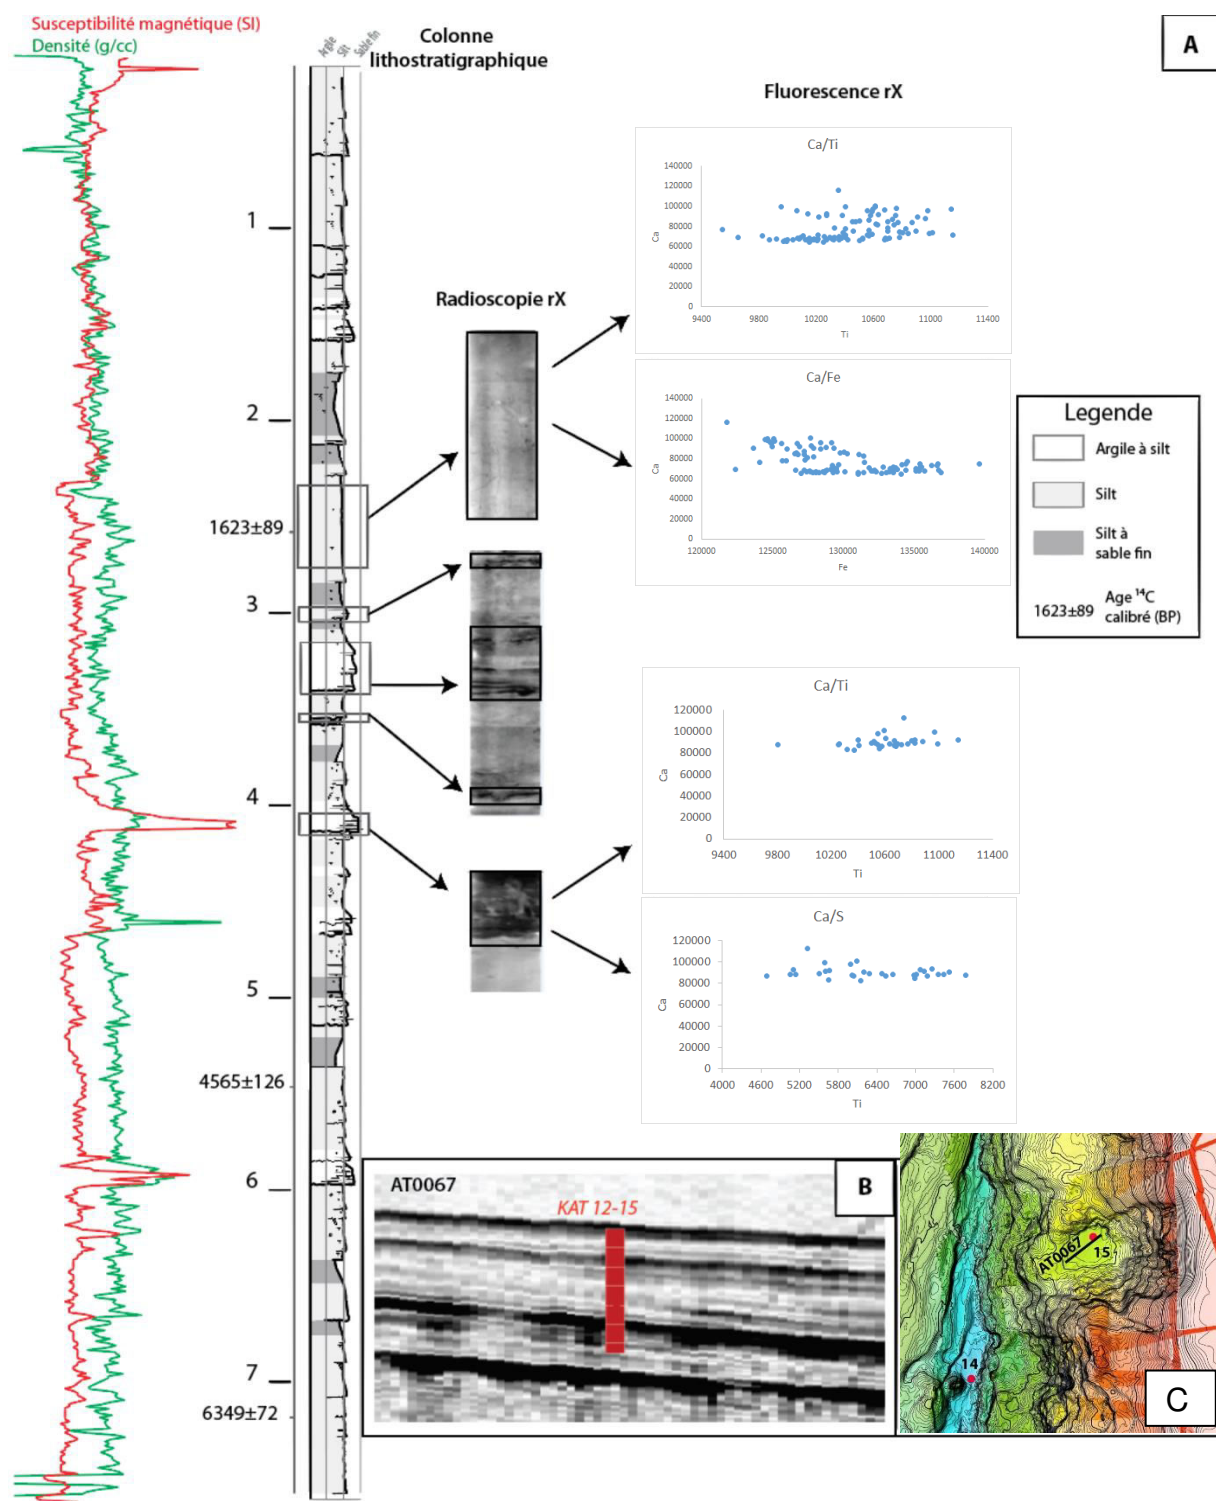 Susceptibilité magnétique (SI)
Densité (g/cc)
Argile
Silt
Sable fin
Colonne
lithostratigraphique
A
Fluorescence rX
Radioscopie rX
1
2
1623±89
3
4
5
4565±126
6
7
6349±72
Ca/Ti
Ca
140000
120000
100000
80000
60000
40000
20000
0
9400 9800 10200 10600 11000 11400
Ti
Ca/Fe
Ca
140000
120000
100000
80000
60000
40000
20000
0
120000 125000 130000 135000 140000
Fe
Legende
Argile à silt
Silt
Silt à
sable fin
1623±89 Age ¹⁴C
calibré (BP)
Ca/Ti
Ca
120000
100000
80000
60000
40000
20000
0
9400 9800 10200 10600 11000 11400
Ti
Ca/S
Ca
120000
100000
80000
60000
40000
20000
0
4000 4600 5200 5800 6400 7000 7600 8200
Ti
AT0067
KAT 12-15
B
AT0067
15
14
C